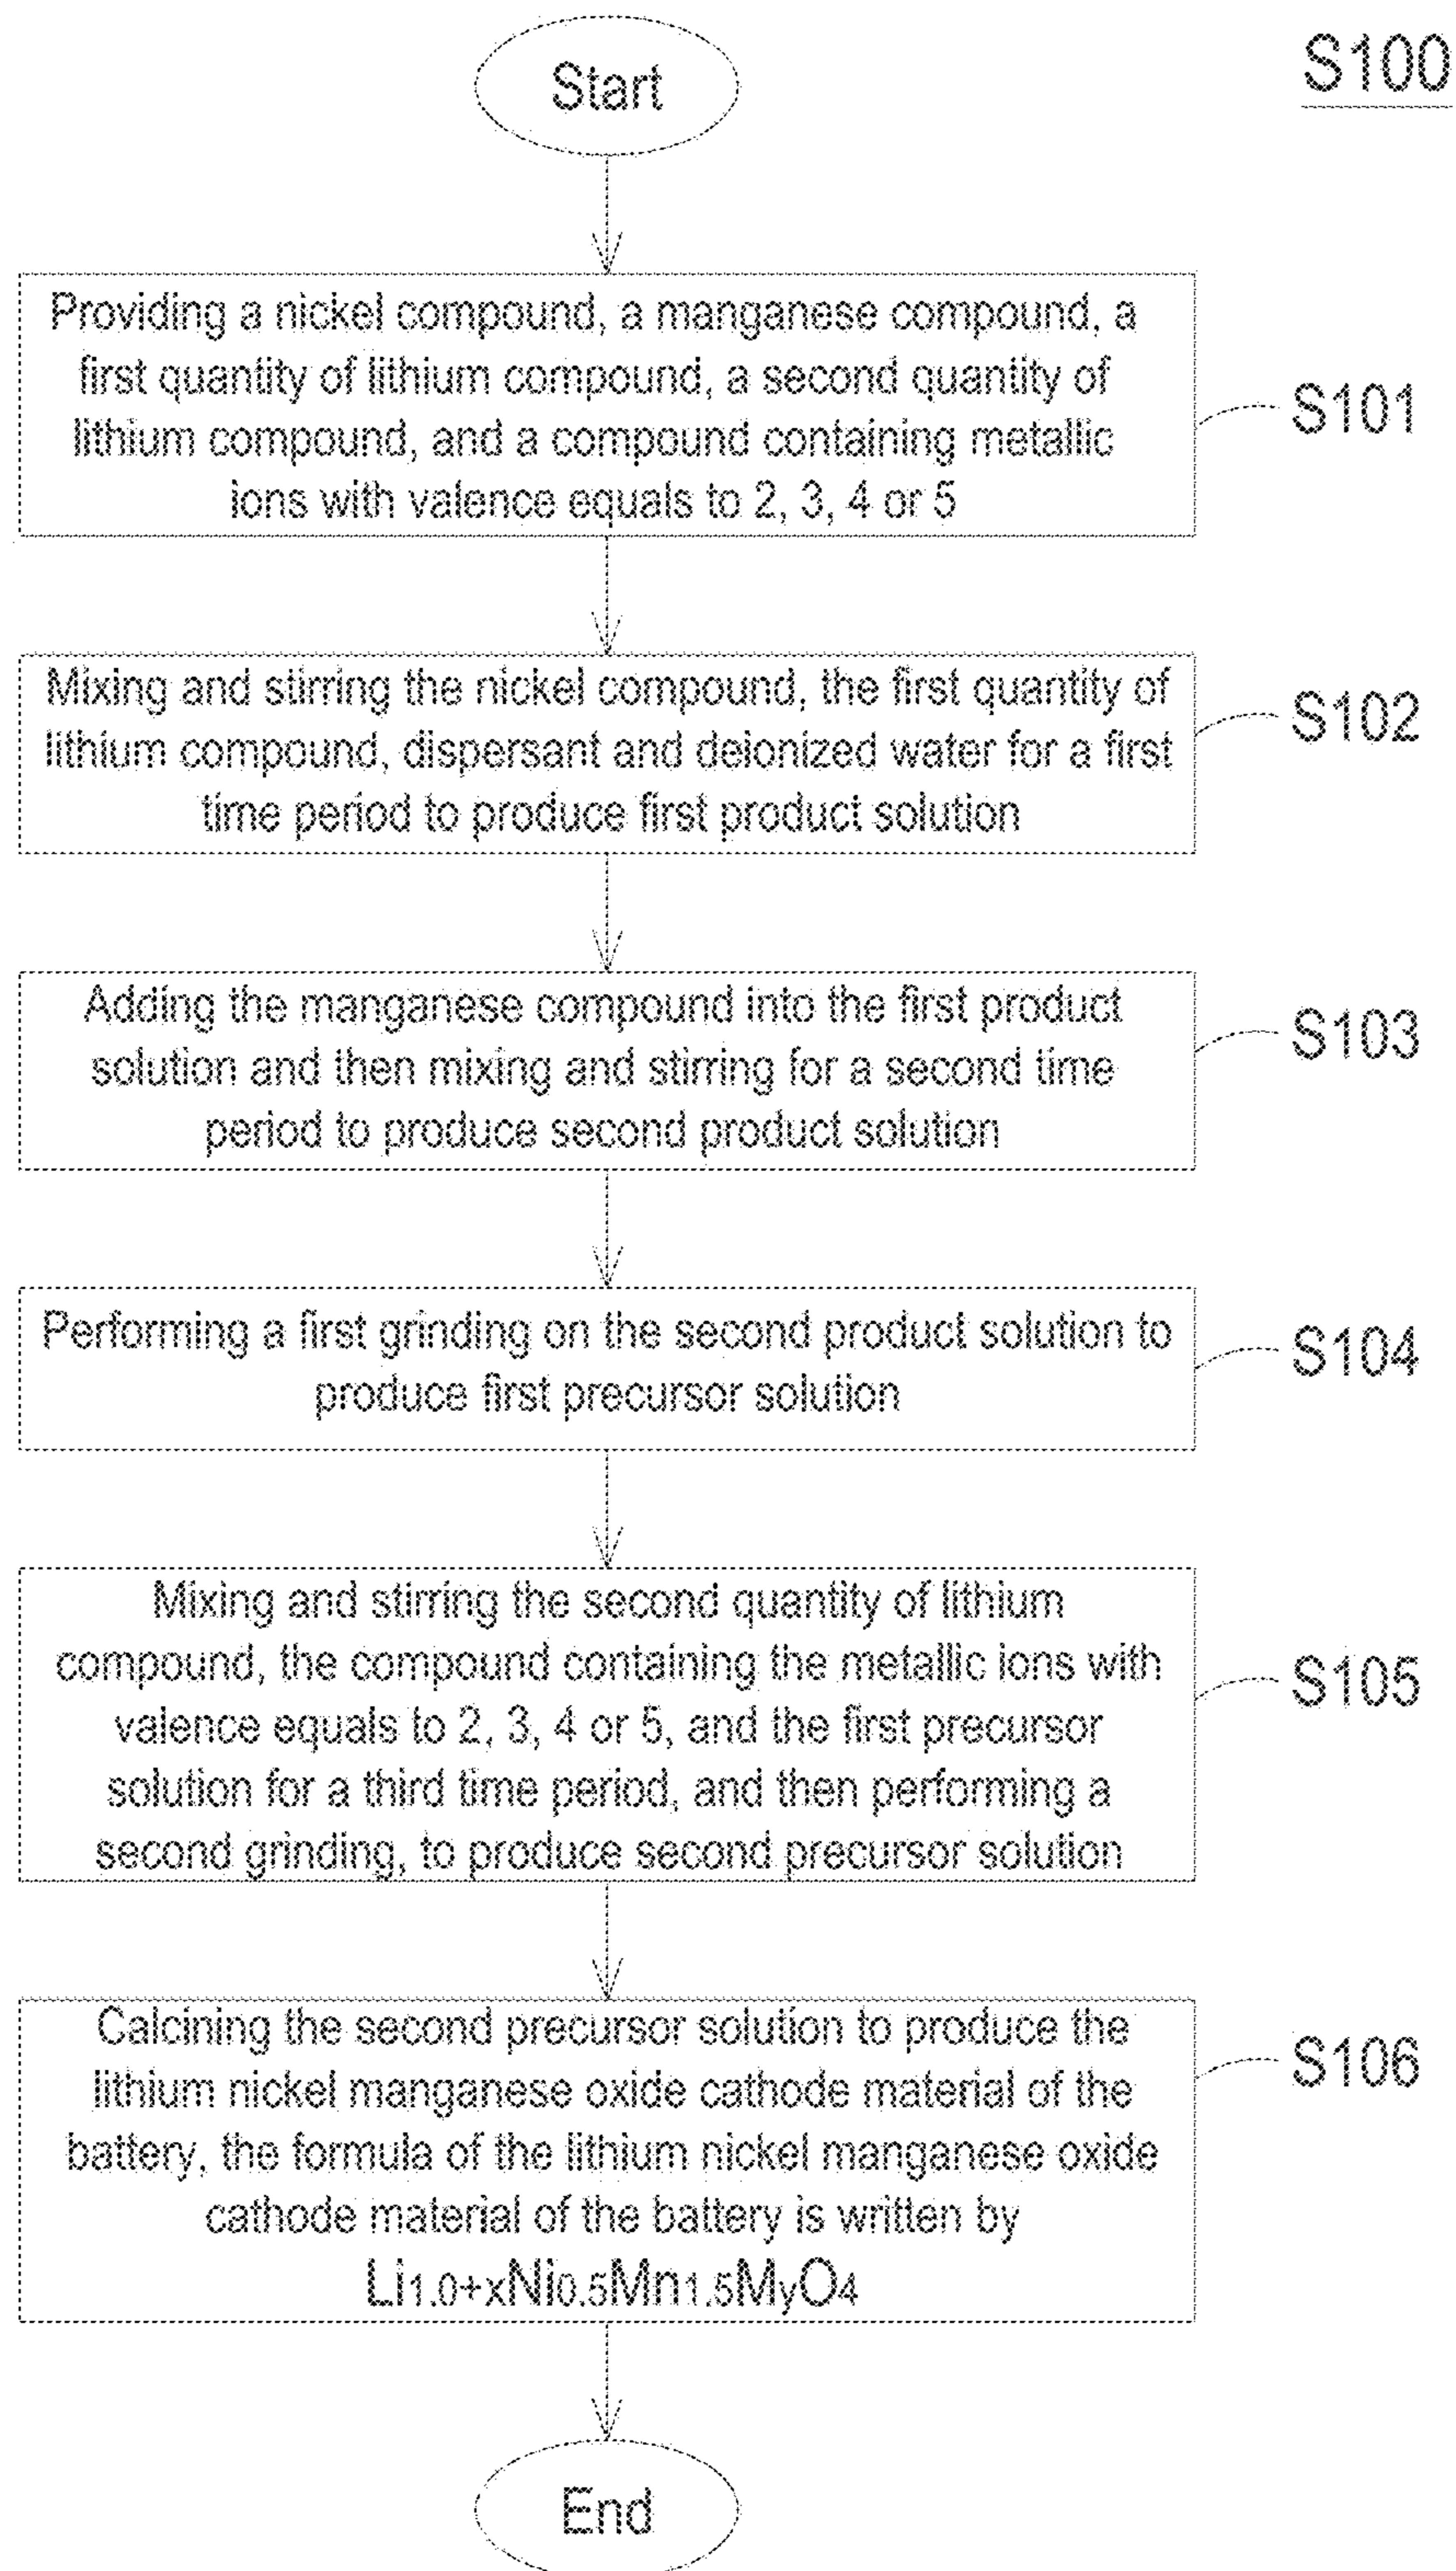 S100
Start
Providing a nickel compound, a manganese compound, a
first quantity of lithium compound, a second quantity of
lithium compound, and a compound containing metallic
ions with valence equals to 2, 3, 4 or 5
S101
Mixing and stirring the nickel compound, the first quantity of
lithium compound, dispersant and deionized water for a first
time period to produce first product solution
S102
Adding the manganese compound into the first product
solution and then mixing and stirring for a second time
period to produce second product solution
S103
Performing a first grinding on the second product solution to
produce first precursor solution
S104
Mixing and stirring the second quantity of lithium
compound, the compound containing the metallic ions with
valence equals to 2, 3, 4 or 5, and the first precursor
solution for a third time period, and then performing a
second grinding, to produce second precursor solution
S105
Calcining the second precursor solution to produce the
lithium nickel manganese oxide cathode material of the
battery, the formula of the lithium nickel manganese oxide
cathode material of the battery is written by
Li1.0+xNi0.5Mn1.5MyO4
S106
End